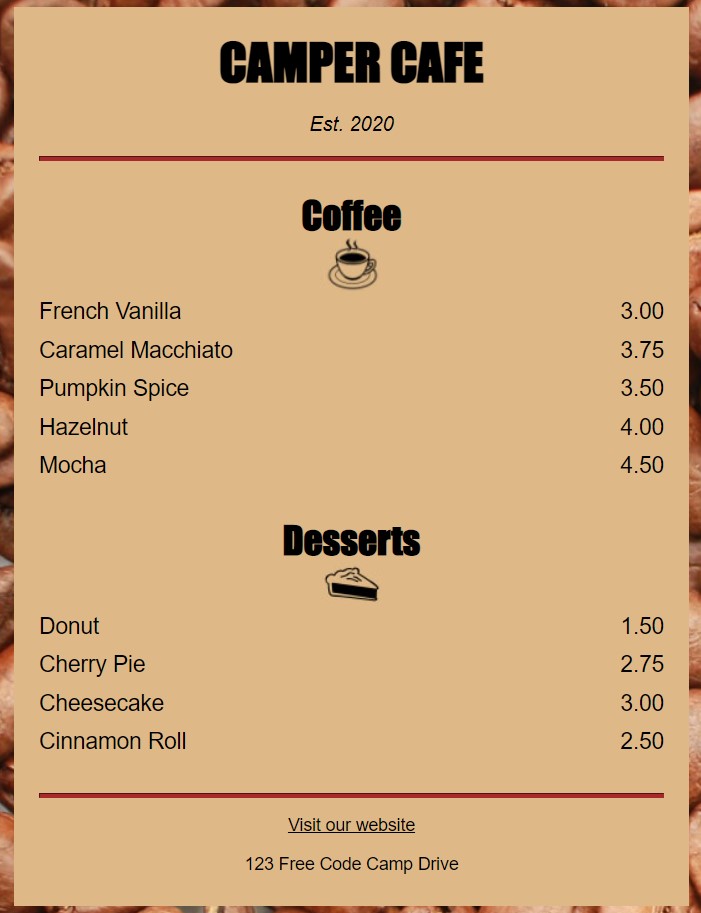 CAMPER CAFE
Est. 2020
Coffee
French Vanilla 3.00
Caramel Macchiato 3.75
Pumpkin Spice 3.50
Hazelnut 4.00
Mocha 4.50
Desserts
Donut 1.50
Cherry Pie 2.75
Cheesecake 3.00
Cinnamon Roll 2.50
Visit our website
123 Free Code Camp Drive